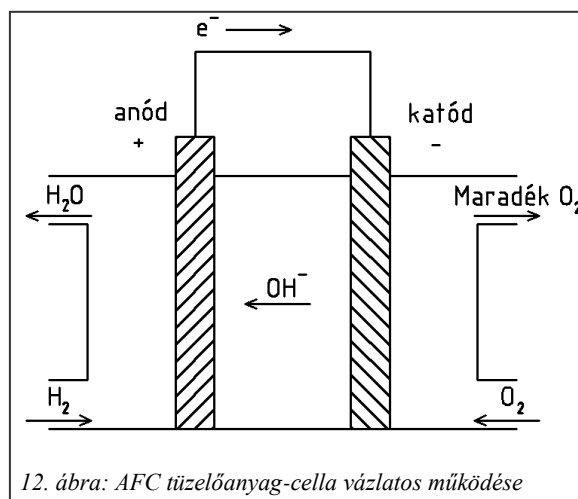 e⁻
anód
+
katód
-
H₂O
Maradék O₂
OH⁻
H₂
O₂
12. ábra: AFC tüzelőanyag-cella vázlatos működése